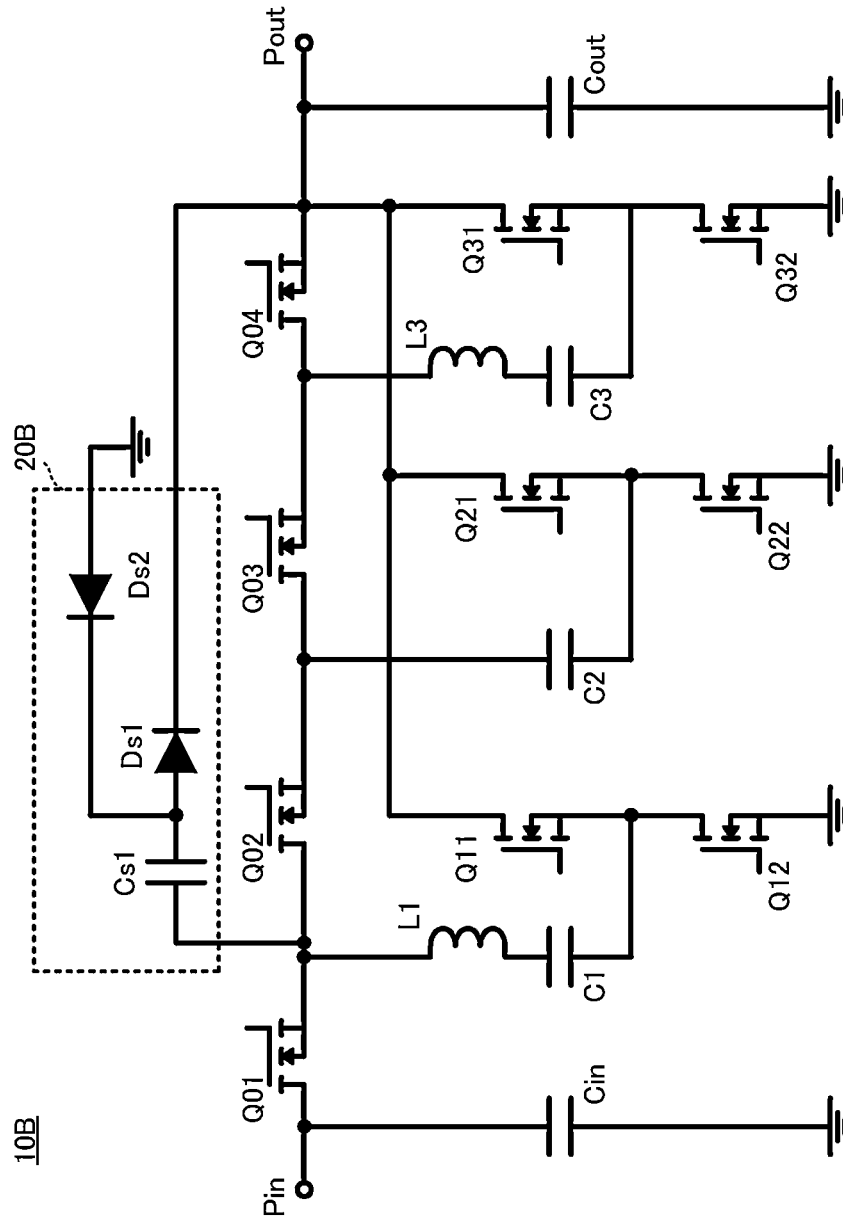 10B
20B
Ds2
Cs1
Ds1
Q01
Q02
Q03
Q04
Pin
Pout
L1
L3
Cin
C1
Q11
C2
Q21
C3
Q31
Cout
Q12
Q22
Q32